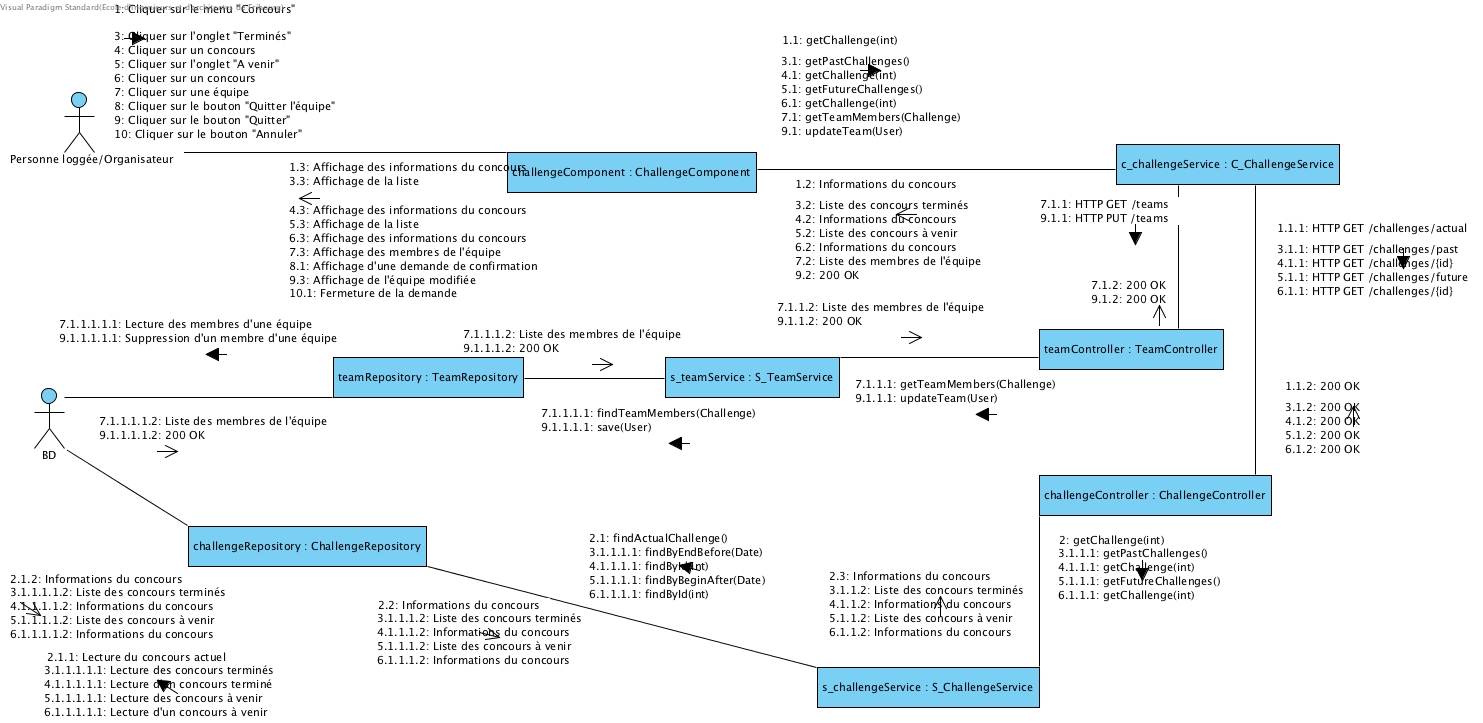 Visual Paradigm Standard(Ecole
1: Cliquer sur le menu "Concours"
3: Cliquer sur l'onglet "Terminés"
4: Cliquer sur un concours
5: Cliquer sur l'onglet "A venir"
6: Cliquer sur un concours
7: Cliquer sur une équipe
8: Cliquer sur le bouton "Quitter l'équipe"
9: Cliquer sur le bouton "Quitter"
10: Cliquer sur le bouton "Annuler"
Personne loggée/Organisateur
1.1: getChallenge(int)
3.1: getPastChallenges()
4.1: getChallenge(int)
5.1: getFutureChallenges()
6.1: getChallenge(int)
7.1: getTeamMembers(Challenge)
9.1: updateTeam(User)
challengeComponent : ChallengeComponent
c_challengeService : C_ChallengeService
1.3: Affichage des informations du concours
3.3: Affichage de la liste
4.3: Affichage des informations du concours
5.3: Affichage de la liste
6.3: Affichage des informations du concours
7.3: Affichage des membres de l'équipe
8.1: Affichage d'une demande de confirmation
9.3: Affichage de l'équipe modifiée
10.1: Fermeture de la demande
1.2: Informations du concours
3.2: Liste des concours terminés
4.2: Informations du concours
5.2: Liste des concours à venir
6.2: Informations du concours
7.2: Liste des membres de l'équipe
9.2: 200 OK
7.1.1: HTTP GET /teams
9.1.1: HTTP PUT /teams
1.1.1: HTTP GET /challenges/actual
3.1.1: HTTP GET /challenges/past
4.1.1: HTTP GET /challenges/{id}
5.1.1: HTTP GET /challenges/future
6.1.1: HTTP GET /challenges/{id}
7.1.2: 200 OK
9.1.2: 200 OK
7.1.1.2: Liste des membres de l'équipe
9.1.1.2: 200 OK
7.1.1.1.1.1: Lecture des membres d'une équipe
9.1.1.1.1.1: Suppression d'un membre d'une équipe
7.1.1.1.2: Liste des membres de l'équipe
9.1.1.1.2: 200 OK
teamController : TeamController
teamRepository : TeamRepository
s_teamService : S_TeamService
7.1.1.1: getTeamMembers(Challenge)
9.1.1.1: updateTeam(User)
1.1.2: 200 OK
3.1.2: 200 OK
4.1.2: 200 OK
5.1.2: 200 OK
6.1.2: 200 OK
7.1.1.1.1: findTeamMembers(Challenge)
9.1.1.1.1: save(User)
7.1.1.1.1.2: Liste des membres de l'équipe
9.1.1.1.1.2: 200 OK
BD
challengeController : ChallengeController
challengeRepository : ChallengeRepository
2.1: findActualChallenge()
3.1.1.1.1: findByEndBefore(Date)
4.1.1.1.1: findById(int)
5.1.1.1.1: findByBeginAfter(Date)
6.1.1.1.1: findById(int)
2: getChallenge(int)
3.1.1.1: getPastChallenges()
4.1.1.1: getChallenge(int)
5.1.1.1: getFutureChallenges()
6.1.1.1: getChallenge(int)
2.1.2: Informations du concours
3.1.1.1.1.2: Liste des concours terminés
4.1.1.1.1.2: Informations du concours
5.1.1.1.1.2: Liste des concours à venir
6.1.1.1.1.2: Informations du concours
2.3: Informations du concours
3.1.1.2: Liste des concours terminés
4.1.1.2: Informations du concours
5.1.1.2: Liste des concours à venir
6.1.1.2: Informations du concours
2.2: Informations du concours
3.1.1.1.2: Liste des concours terminés
4.1.1.1.2: Informations du concours
5.1.1.1.2: Liste des concours à venir
6.1.1.1.2: Informations du concours
2.1.1: Lecture du concours actuel
3.1.1.1.1.1: Lecture des concours terminés
4.1.1.1.1.1: Lecture d'un concours terminé
5.1.1.1.1.1: Lecture des concours à venir
6.1.1.1.1.1: Lecture d'un concours à venir
s_challengeService : S_ChallengeService